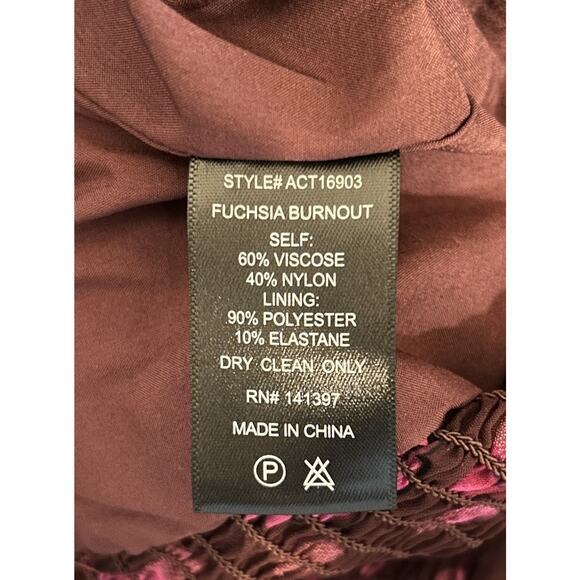 STYLE# ACT16903
FUCHSIA BURNOUT
SELF:
60% VISCOSE
40% NYLON
LINING:
90% POLYESTER
10% ELASTANE
DRY CLEAN ONLY
RN# 141397
MADE IN CHINA
P